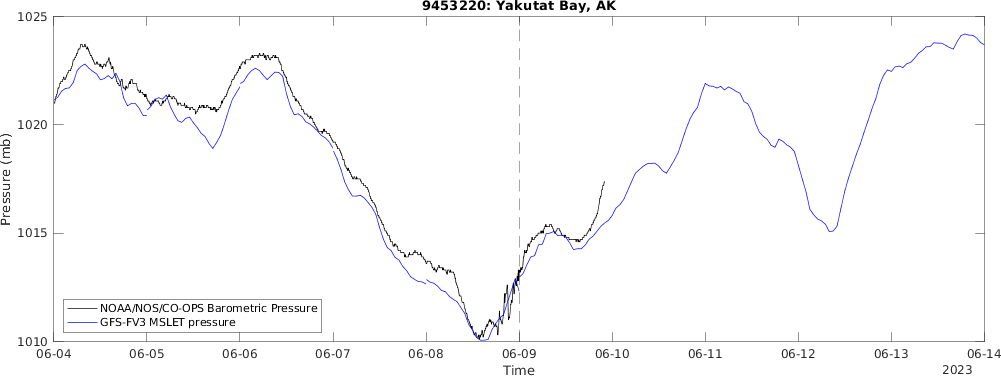 9453220: Yakutat Bay, AK
1025
1020
1015
1010
Pressure (mb)
NOAA/NOS/CO-OPS Barometric Pressure
GFS-FV3 MSLET pressure
06-04 06-05 06-06 06-07 06-08 06-09 06-10 06-11 06-12 06-13 06-14
Time
2023